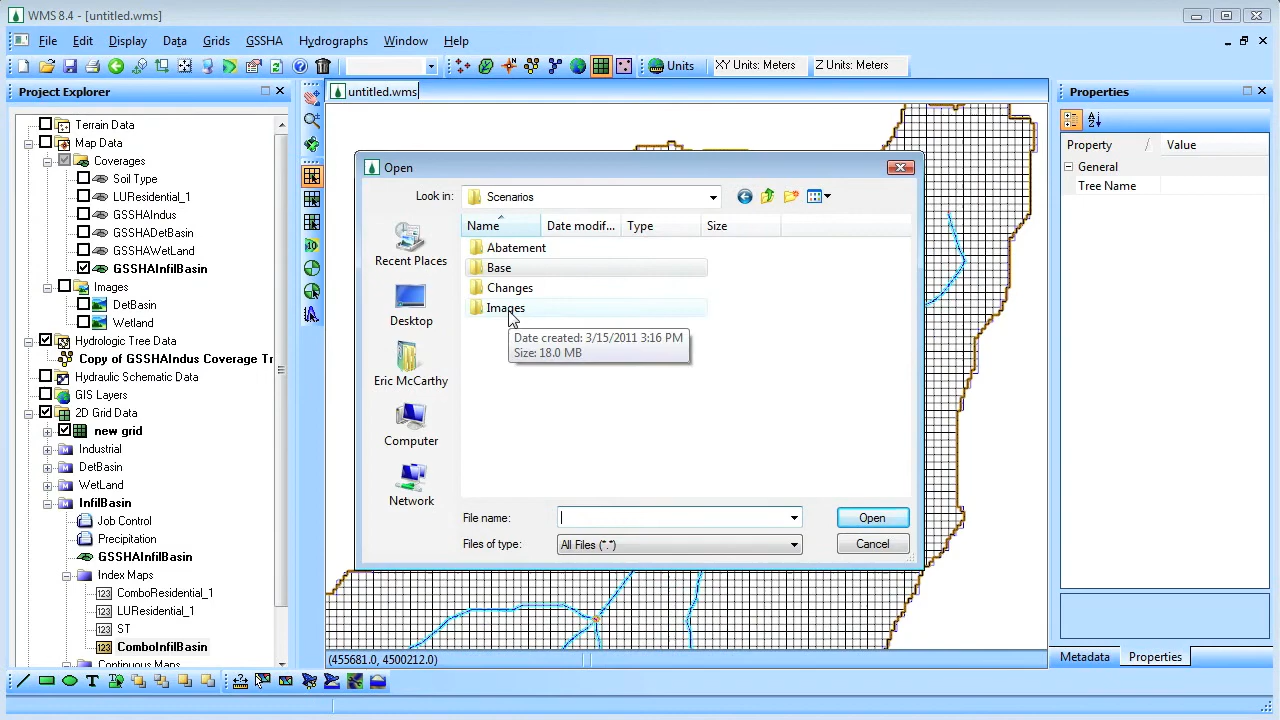 WMS 8.4 - [untitled.wms]
File Edit Display Data Grids GSSHA Hydrographs Window Help
Units XY Units: Meters Z Units: Meters
Project Explorer
untitled.wms
Properties
Terrain Data
Map Data
Coverages
Soil Type
LUResidential_1
GSSHAIndus
GSSHADetBasin
GSSHAWetLand
GSSHAInfilBasin
Images
DetBasin
Wetland
Hydrologic Tree Data
Copy of GSSHAIndus Coverage Tr
Hydraulic Schematic Data
GIS Layers
2D Grid Data
new grid
Industrial
DetBasin
WetLand
InfilBasin
Job Control
Precipitation
GSSHAInfilBasin
Index Maps
ComboResidential_1
LUResidential_1
ST
ComboInfilBasin
Continuous Maps
Open
Look in: Scenarios
Name Date modif... Type Size
Recent Places
Desktop
Eric McCarthy
Computer
Network
Abatement
Base
Changes
Images
Date created: 3/15/2011 3:16 PM
Size: 18.0 MB
File name: Open
Files of type: All Files (*.*) Cancel
Property / Value
General
Tree Name
(455681.0, 4500212.0)
Metadata Properties